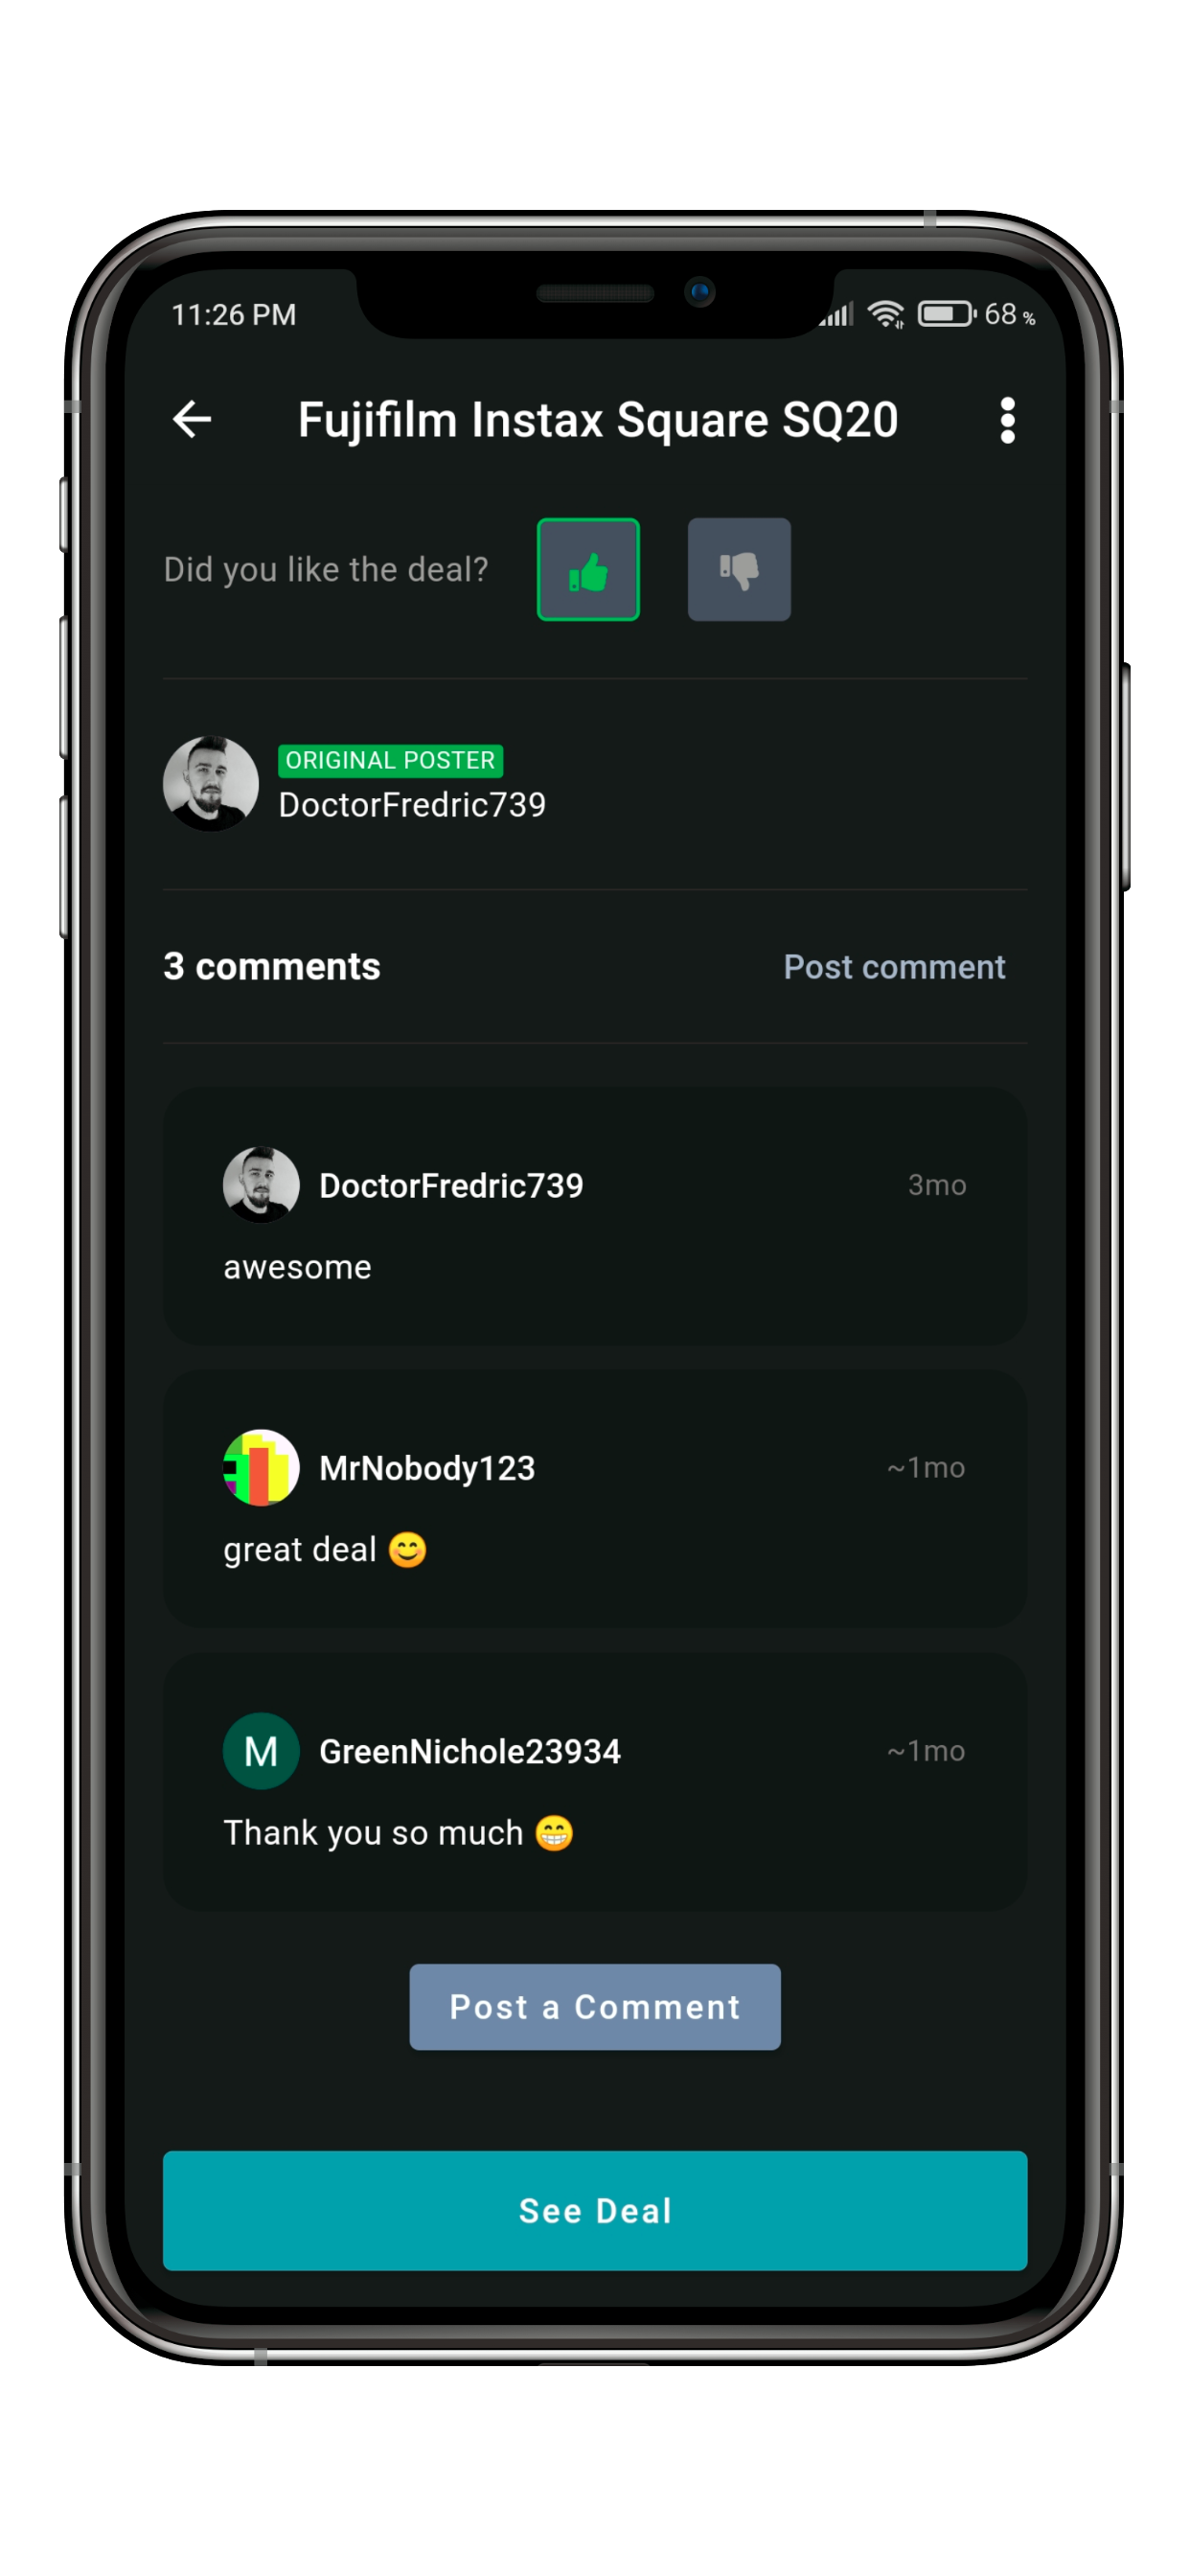 11:26 PM 68 %
Fujifilm Instax Square SQ20
Did you like the deal?
ORIGINAL POSTER
DoctorFredric739
3 comments Post comment
DoctorFredric739 3mo
awesome
MrNobody123 ~1mo
great deal 😊
M GreenNichole23934 ~1mo
Thank you so much 😁
Post a Comment
See Deal